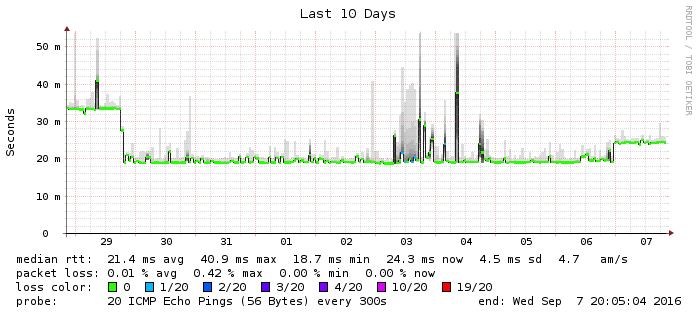 Last 10 Days
RRDTOOL / TOBI OETIKER
Seconds
50 m
40 m
30 m
20 m
10 m
0
29 30 31 01 02 03 04 05 06 07
median rtt: 21.4 ms avg 40.9 ms max 18.7 ms min 24.3 ms now 4.5 ms sd 4.7 am/s
packet loss: 0.01 % avg 0.42 % max 0.00 % min 0.00 % now
loss color: 0 1/20 2/20 3/20 4/20 10/20 19/20
probe: 20 ICMP Echo Pings (56 Bytes) every 300s end: Wed Sep 7 20:05:04 2016